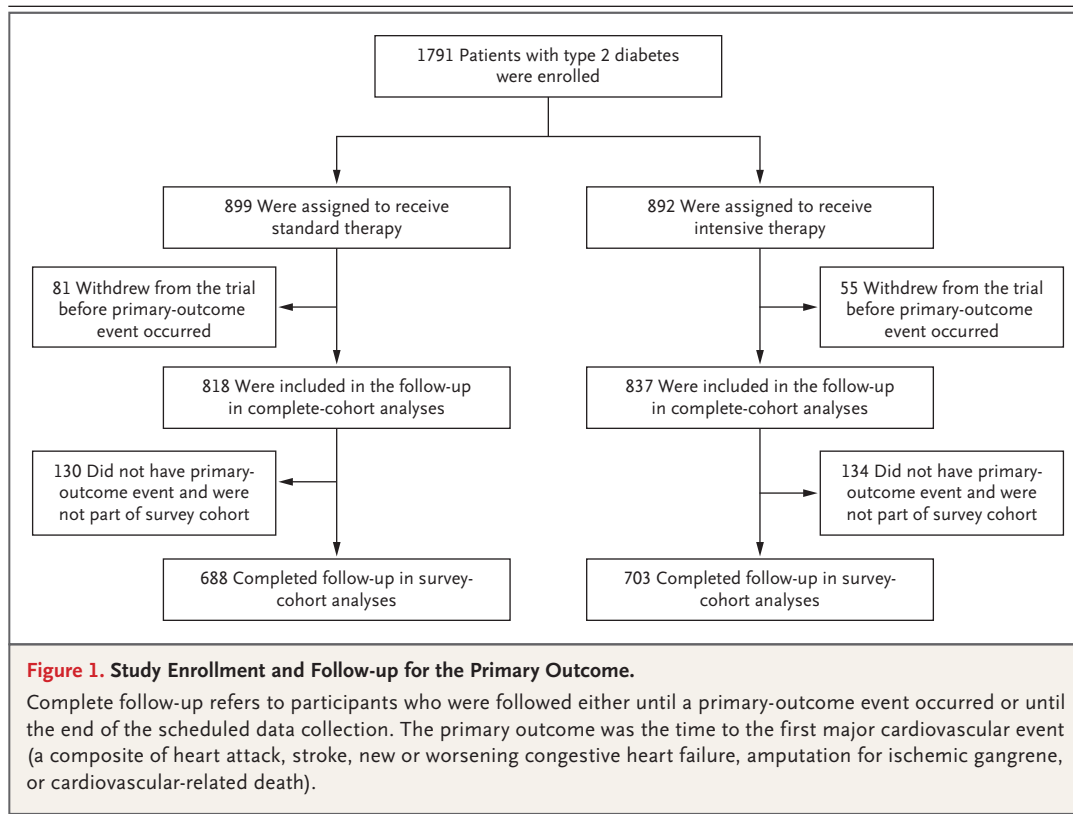 1791 Patients with type 2 diabetes
were enrolled
899 Were assigned to receive
standard therapy
892 Were assigned to receive
intensive therapy
81 Withdrew from the trial
before primary-outcome
event occurred
55 Withdrew from the trial
before primary-outcome
event occurred
818 Were included in the follow-up
in complete-cohort analyses
837 Were included in the follow-up
in complete-cohort analyses
130 Did not have primary-
outcome event and were
not part of survey cohort
134 Did not have primary-
outcome event and were
not part of survey cohort
688 Completed follow-up in survey-
cohort analyses
703 Completed follow-up in survey-
cohort analyses
Figure 1. Study Enrollment and Follow-up for the Primary Outcome.
Complete follow-up refers to participants who were followed either until a primary-outcome event occurred or until
the end of the scheduled data collection. The primary outcome was the time to the first major cardiovascular event
(a composite of heart attack, stroke, new or worsening congestive heart failure, amputation for ischemic gangrene,
or cardiovascular-related death).